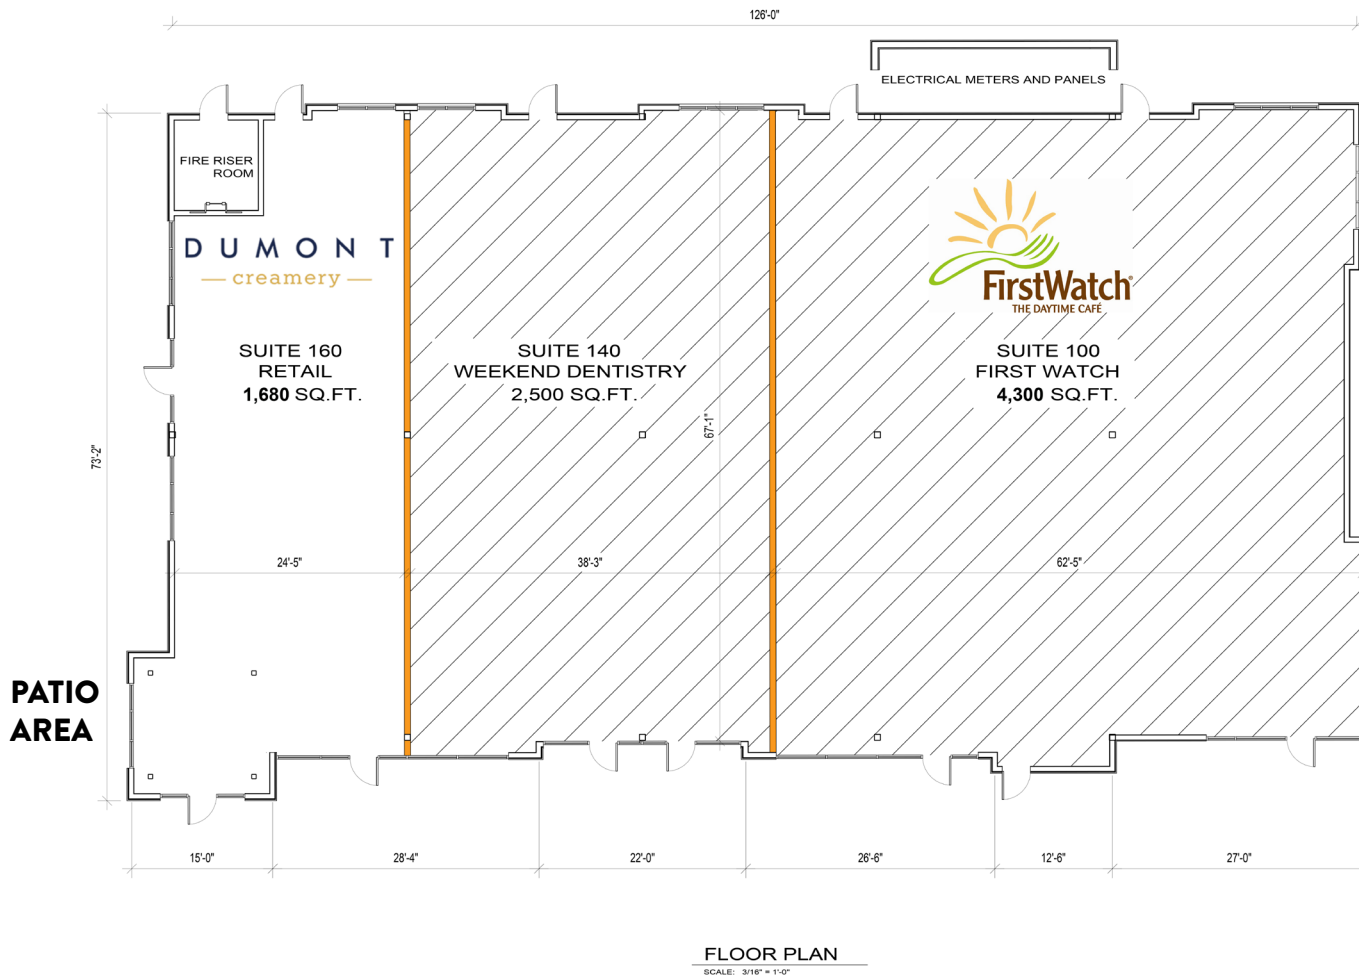 126'-0"
ELECTRICAL METERS AND PANELS
FIRE RISER
ROOM
DUMONT
creamery
FirstWatch®
THE DAYTIME CAFÉ
SUITE 160
RETAIL
1,680 SQ.FT.
SUITE 140
WEEKEND DENTISTRY
2,500 SQ.FT.
SUITE 100
FIRST WATCH
4,300 SQ.FT.
67'-1"
73'-2"
24'-5"
38'-3"
62'-5"
PATIO
AREA
15'-0"
28'-4"
22'-0"
26'-6"
12'-6"
27'-0"
FLOOR PLAN
SCALE: 3/16" = 1'-0"